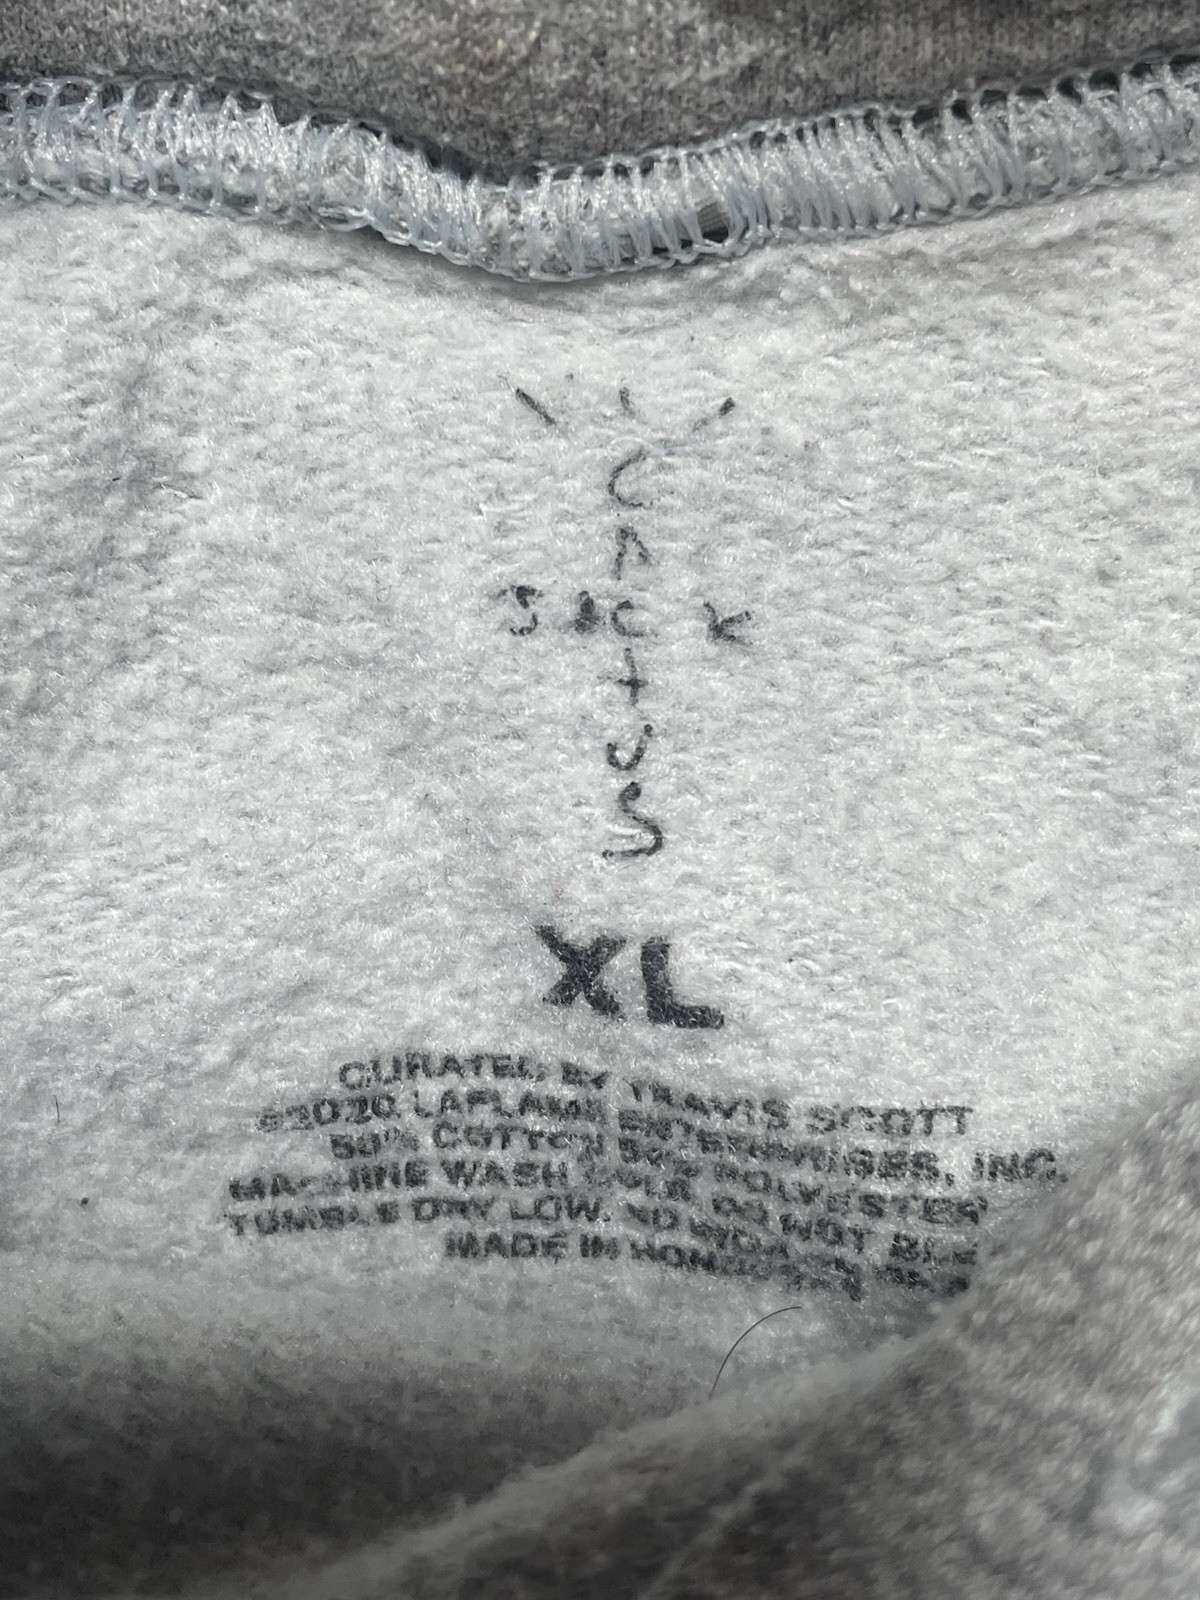 CACTUS
JACK
XL
CURATED BY TRAVIS SCOTT
©2020 LAFLAME ENTERPRISES, INC.
50% COTTON 50% POLYESTER
MACHINE WASH COLD, DO NOT
TUMBLE DRY LOW.
MADE IN